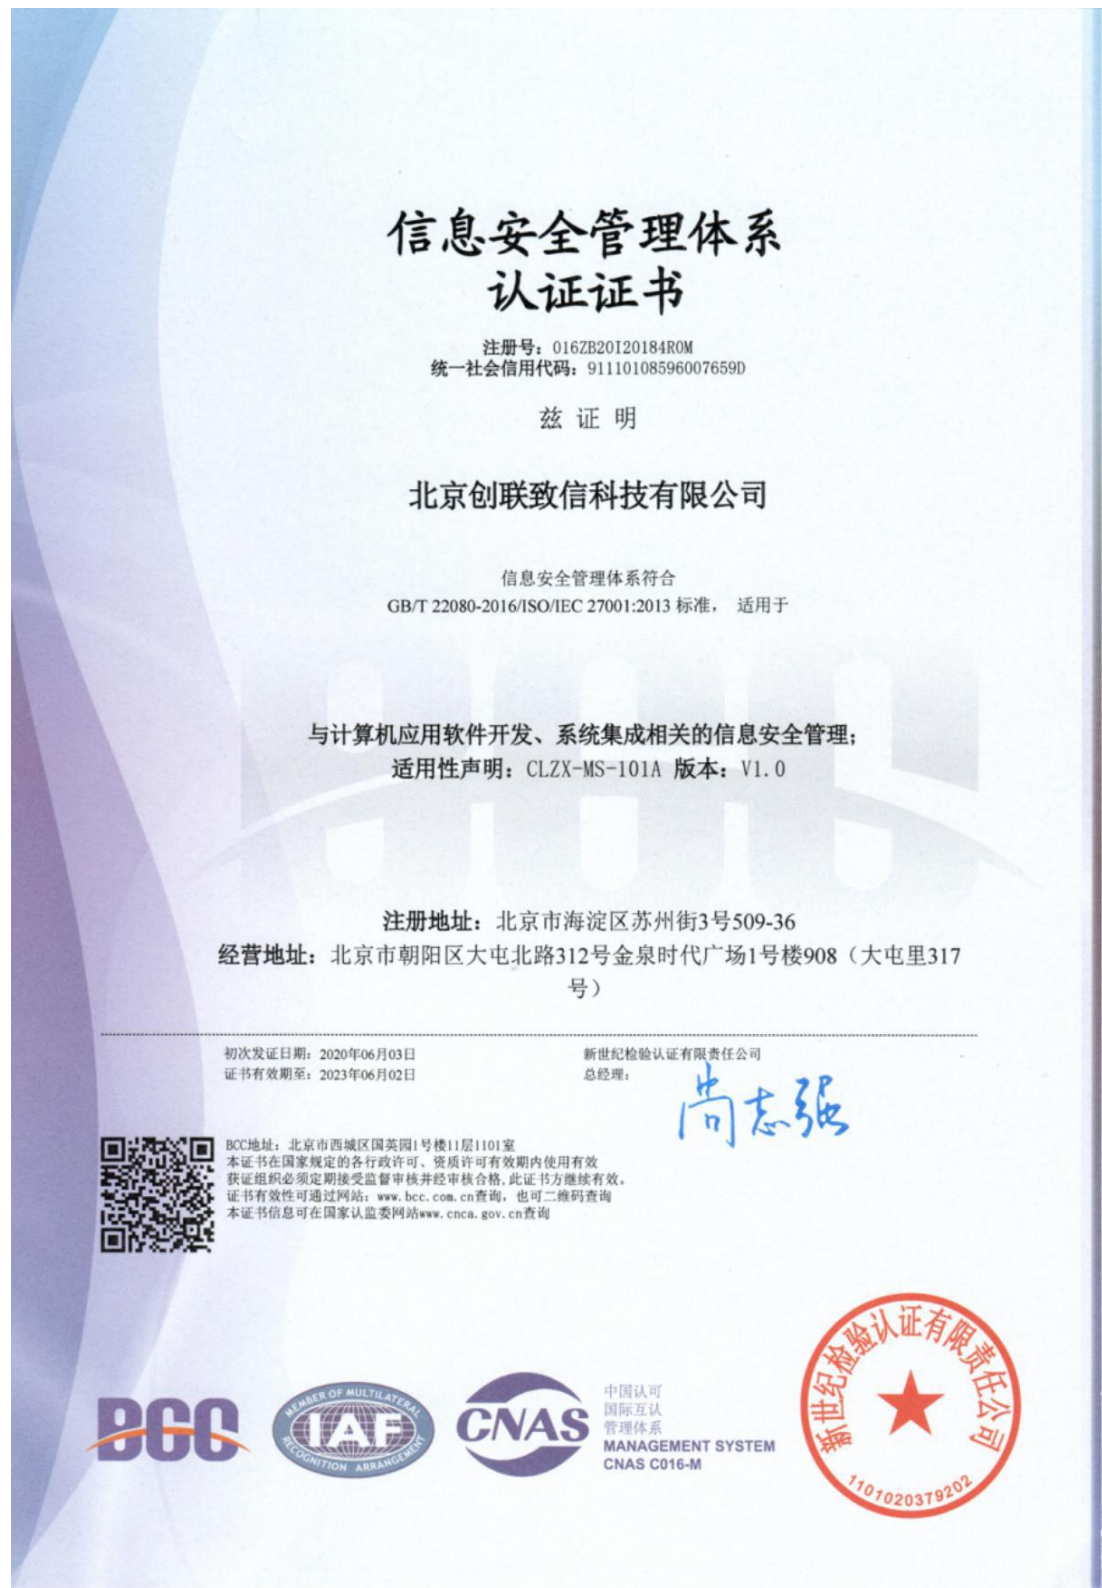 信息安全管理体系
认证证书
注册号：016ZB20I20184R0M
统一社会信用代码：91110108596007659D
兹 证 明
北京创联致信科技有限公司
信息安全管理体系符合
GB/T 22080-2016/ISO/IEC 27001:2013 标准， 适用于
与计算机应用软件开发、系统集成相关的信息安全管理；
适用性声明：CLZX-MS-101A 版本：V1.0
注册地址：北京市海淀区苏州街3号509-36
经营地址：北京市朝阳区大屯北路312号金泉时代广场1号楼908（大屯里317
号）
初次发证日期：2020年06月03日
证书有效期至：2023年06月02日
新世纪检验认证有限责任公司
总经理：
尚志强
BCC地址：北京市西城区国英园1号楼11层1101室
本证书在国家规定的各行政许可、资质许可有效期内使用有效
获证组织必须定期接受监督审核并经审核合格,此证书方继续有效。
证书有效性可通过网站：www.bcc.com.cn查询，也可二维码查询
本证书信息可在国家认监委网站www.cnca.gov.cn查询
BCC
MEMBER OF MULTILATERAL
IAF
RECOGNITION ARRANGEMENT
CNAS
中国认可
国际互认
管理体系
MANAGEMENT SYSTEM
CNAS C016-M
新世纪检验认证有限责任公司
1101020379202